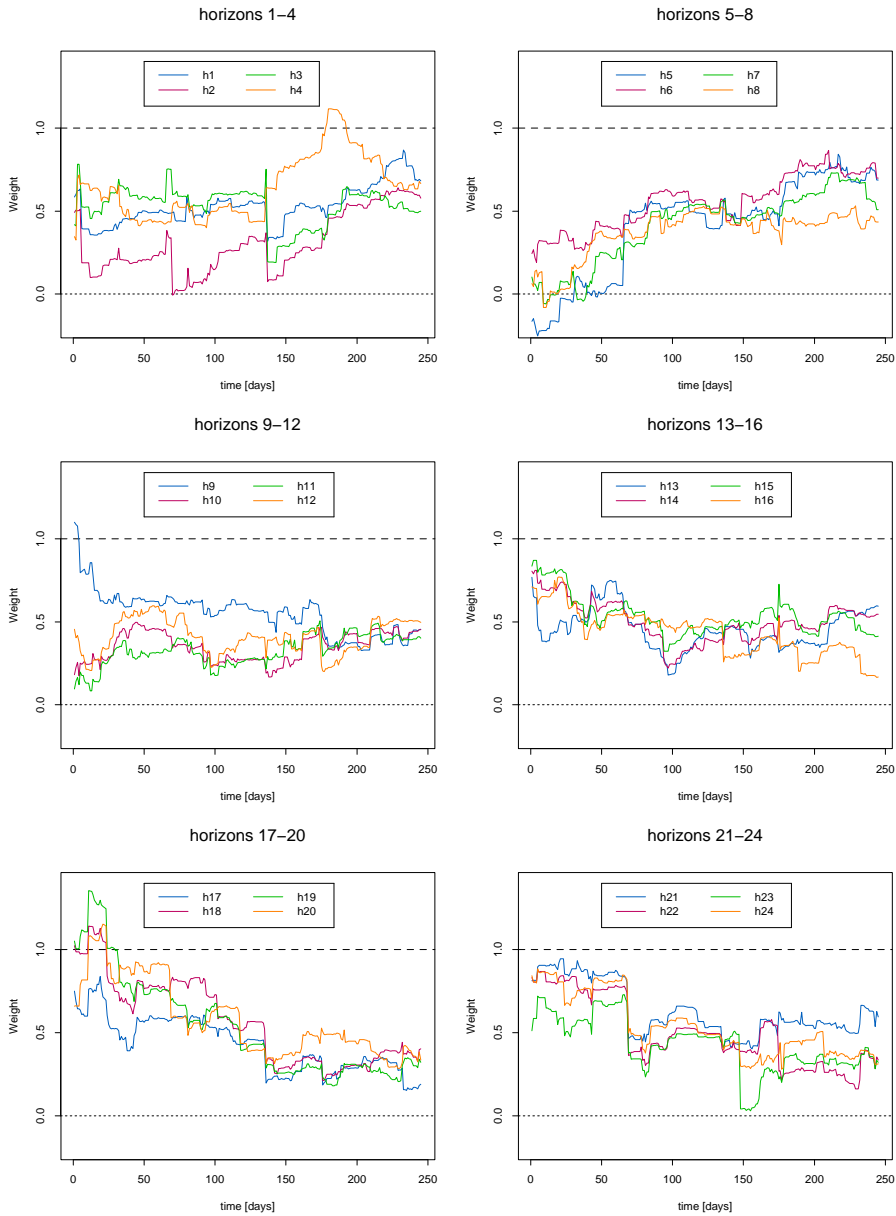 horizons 1−4
Weight
1.0
0.5
0.0
h1 h3
h2 h4
0 50 100 150 200 250
time [days]
horizons 5−8
Weight
1.0
0.5
0.0
h5 h7
h6 h8
0 50 100 150 200 250
time [days]
horizons 9−12
Weight
1.0
0.5
0.0
h9 h11
h10 h12
0 50 100 150 200 250
time [days]
horizons 13−16
Weight
1.0
0.5
0.0
h13 h15
h14 h16
0 50 100 150 200 250
time [days]
horizons 17−20
Weight
1.0
0.5
0.0
h17 h19
h18 h20
0 50 100 150 200 250
time [days]
horizons 21−24
Weight
1.0
0.5
0.0
h21 h23
h22 h24
0 50 100 150 200 250
time [days]